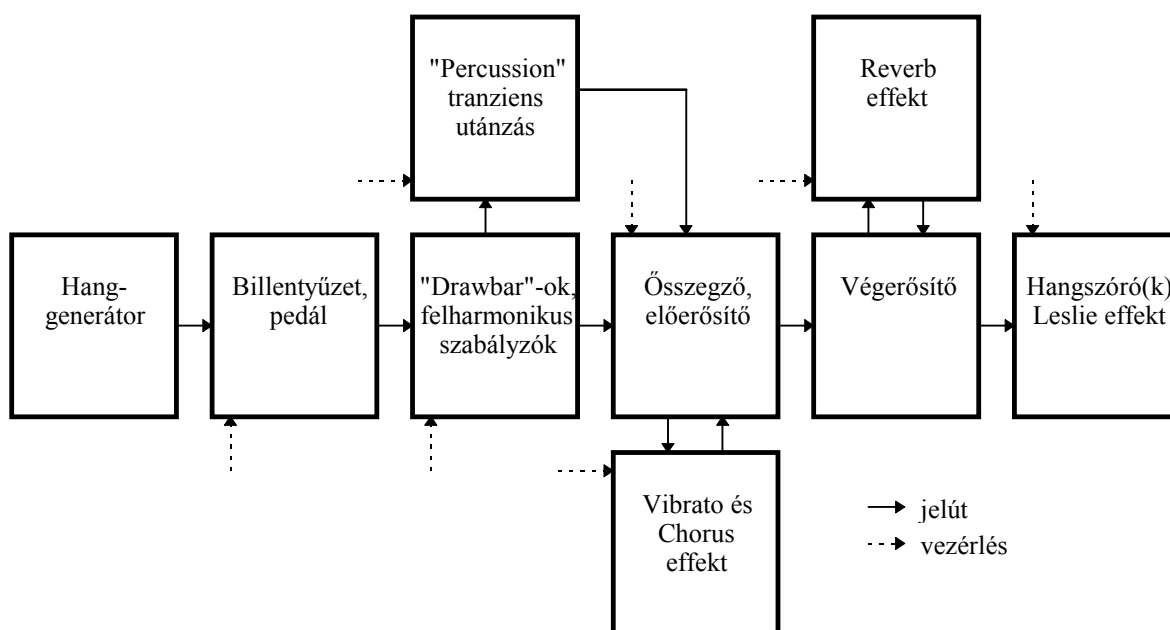 "Percussion"
tranziens
utánzás
Reverb
effekt
Hang-
generátor
Billentyűzet,
pedál
"Drawbar"-ok,
felharmonikus
szabályzók
Ősszegző,
előerősítő
Végerősítő
Hangszóró(k)
Leslie effekt
Vibrato és
Chorus
effekt
jelút
vezérlés